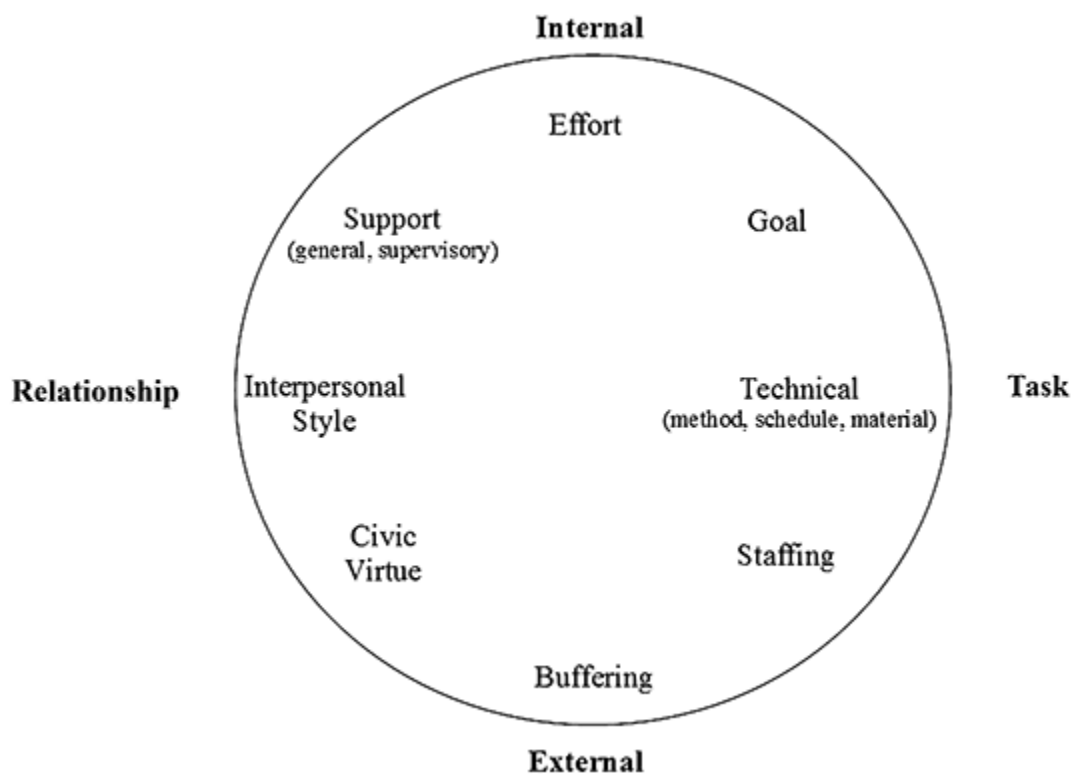 Internal
Effort
Support
(general, supervisory)
Goal
Relationship
Interpersonal
Style
Technical
(method, schedule, material)
Task
Civic
Virtue
Staffing
Buffering
External